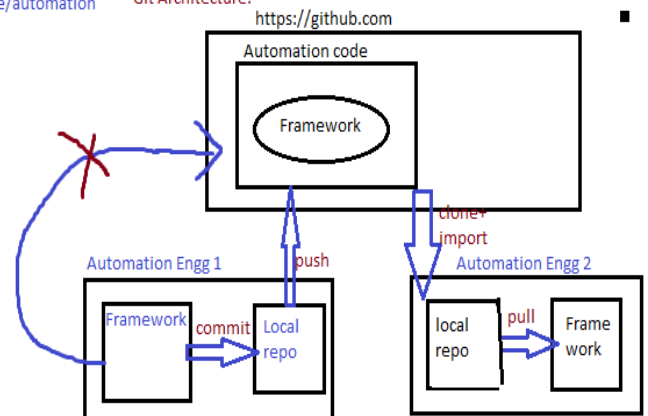 e/automation
Git Architecture:
https://github.com
Automation code
Framework
clone+
import
push
Automation Engg 1
Automation Engg 2
Framework
commit
Local
repo
local
repo
pull
Frame
work